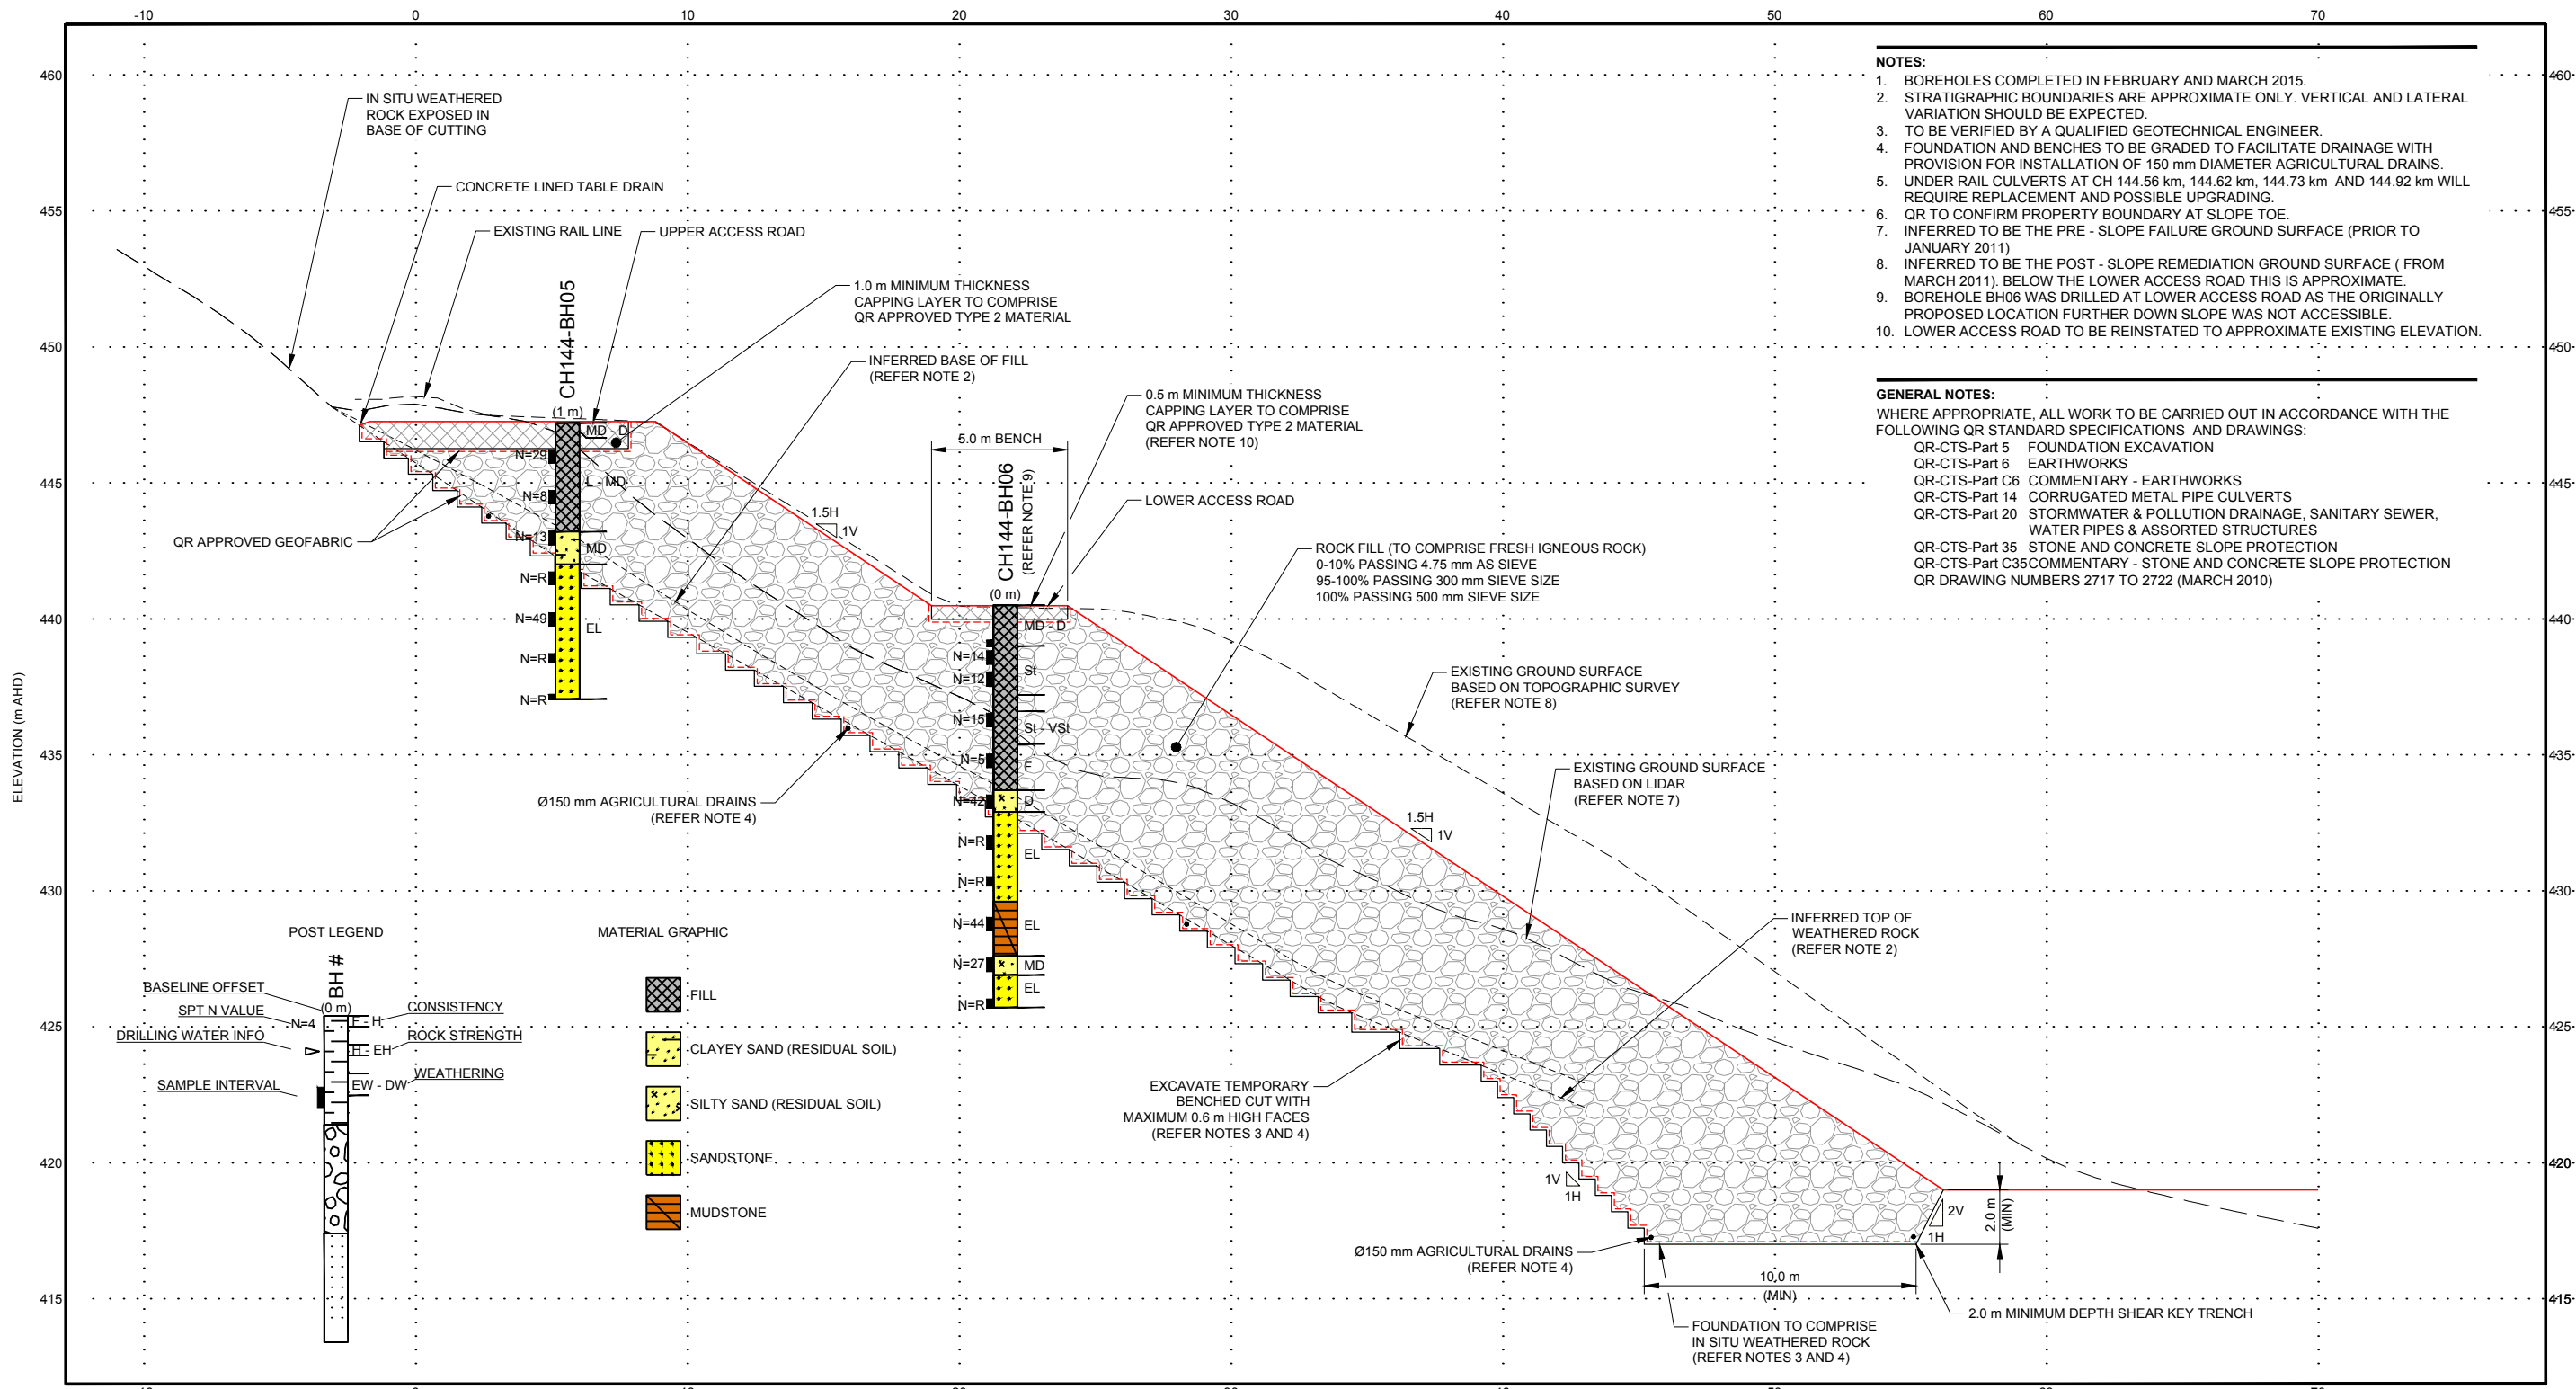 -10 0 10 20 30 40 50 60 70
460
455
450
445
440
435
430
425
420
415
ELEVATION (m AHD)
460
455
450
445
440
435
430
425
420
415
IN SITU WEATHERED
ROCK EXPOSED IN
BASE OF CUTTING
CONCRETE LINED TABLE DRAIN
EXISTING RAIL LINE
UPPER ACCESS ROAD
1.0 m MINIMUM THICKNESS
CAPPING LAYER TO COMPRISE
QR APPROVED TYPE 2 MATERIAL
INFERRED BASE OF FILL
(REFER NOTE 2)
0.5 m MINIMUM THICKNESS
CAPPING LAYER TO COMPRISE
QR APPROVED TYPE 2 MATERIAL
(REFER NOTE 10)
5.0 m BENCH
LOWER ACCESS ROAD
CH144-BH05
(1 m)
MD - D
N=29
L - MD
N=8
N=13
MD
N=R
N=49
EL
N=R
N=R
QR APPROVED GEOFABRIC
1.5H
1V
CH144-BH06
(REFER NOTE 9)
(0 m)
MD - D
N=14
St
N=12
N=15
St - VSt
N=5
F
N=42
D
N=R
EL
N=R
N=44
EL
N=27
MD
EL
N=R
ROCK FILL (TO COMPRISE FRESH IGNEOUS ROCK)
0-10% PASSING 4.75 mm AS SIEVE
95-100% PASSING 300 mm SIEVE SIZE
100% PASSING 500 mm SIEVE SIZE
EXISTING GROUND SURFACE
BASED ON TOPOGRAPHIC SURVEY
(REFER NOTE 8)
EXISTING GROUND SURFACE
BASED ON LIDAR
(REFER NOTE 7)
1.5H
1V
Ø150 mm AGRICULTURAL DRAINS
(REFER NOTE 4)
INFERRED TOP OF
WEATHERED ROCK
(REFER NOTE 2)
EXCAVATE TEMPORARY
BENCHED CUT WITH
MAXIMUM 0.6 m HIGH FACES
(REFER NOTES 3 AND 4)
1V
1H
2V
1H
2.0 m
(MIN)
Ø150 mm AGRICULTURAL DRAINS
(REFER NOTE 4)
10.0 m
(MIN)
2.0 m MINIMUM DEPTH SHEAR KEY TRENCH
FOUNDATION TO COMPRISE
IN SITU WEATHERED ROCK
(REFER NOTES 3 AND 4)
POST LEGEND
BH #
BASELINE OFFSET
(0 m)
SPT N VALUE
N=4
F - H
CONSISTENCY
DRILLING WATER INFO
H - EH
ROCK STRENGTH
WEATHERING
SAMPLE INTERVAL
EW - DW
MATERIAL GRAPHIC
FILL
CLAYEY SAND (RESIDUAL SOIL)
SILTY SAND (RESIDUAL SOIL)
SANDSTONE
MUDSTONE
NOTES:
1. BOREHOLES COMPLETED IN FEBRUARY AND MARCH 2015.
2. STRATIGRAPHIC BOUNDARIES ARE APPROXIMATE ONLY. VERTICAL AND LATERAL
VARIATION SHOULD BE EXPECTED.
3. TO BE VERIFIED BY A QUALIFIED GEOTECHNICAL ENGINEER.
4. FOUNDATION AND BENCHES TO BE GRADED TO FACILITATE DRAINAGE WITH
PROVISION FOR INSTALLATION OF 150 mm DIAMETER AGRICULTURAL DRAINS.
5. UNDER RAIL CULVERTS AT CH 144.56 km, 144.62 km, 144.73 km AND 144.92 km WILL
REQUIRE REPLACEMENT AND POSSIBLE UPGRADING.
6. QR TO CONFIRM PROPERTY BOUNDARY AT SLOPE TOE.
7. INFERRED TO BE THE PRE - SLOPE FAILURE GROUND SURFACE (PRIOR TO
JANUARY 2011)
8. INFERRED TO BE THE POST - SLOPE REMEDIATION GROUND SURFACE ( FROM
MARCH 2011). BELOW THE LOWER ACCESS ROAD THIS IS APPROXIMATE.
9. BOREHOLE BH06 WAS DRILLED AT LOWER ACCESS ROAD AS THE ORIGINALLY
PROPOSED LOCATION FURTHER DOWN SLOPE WAS NOT ACCESSIBLE.
10. LOWER ACCESS ROAD TO BE REINSTATED TO APPROXIMATE EXISTING ELEVATION.
GENERAL NOTES:
WHERE APPROPRIATE, ALL WORK TO BE CARRIED OUT IN ACCORDANCE WITH THE
FOLLOWING QR STANDARD SPECIFICATIONS AND DRAWINGS:
QR-CTS-Part 5 FOUNDATION EXCAVATION
QR-CTS-Part 6 EARTHWORKS
QR-CTS-Part C6 COMMENTARY - EARTHWORKS
QR-CTS-Part 14 CORRUGATED METAL PIPE CULVERTS
QR-CTS-Part 20 STORMWATER & POLLUTION DRAINAGE, SANITARY SEWER,
WATER PIPES & ASSORTED STRUCTURES
QR-CTS-Part 35 STONE AND CONCRETE SLOPE PROTECTION
QR-CTS-Part C35COMMENTARY - STONE AND CONCRETE SLOPE PROTECTION
QR DRAWING NUMBERS 2717 TO 2722 (MARCH 2010)